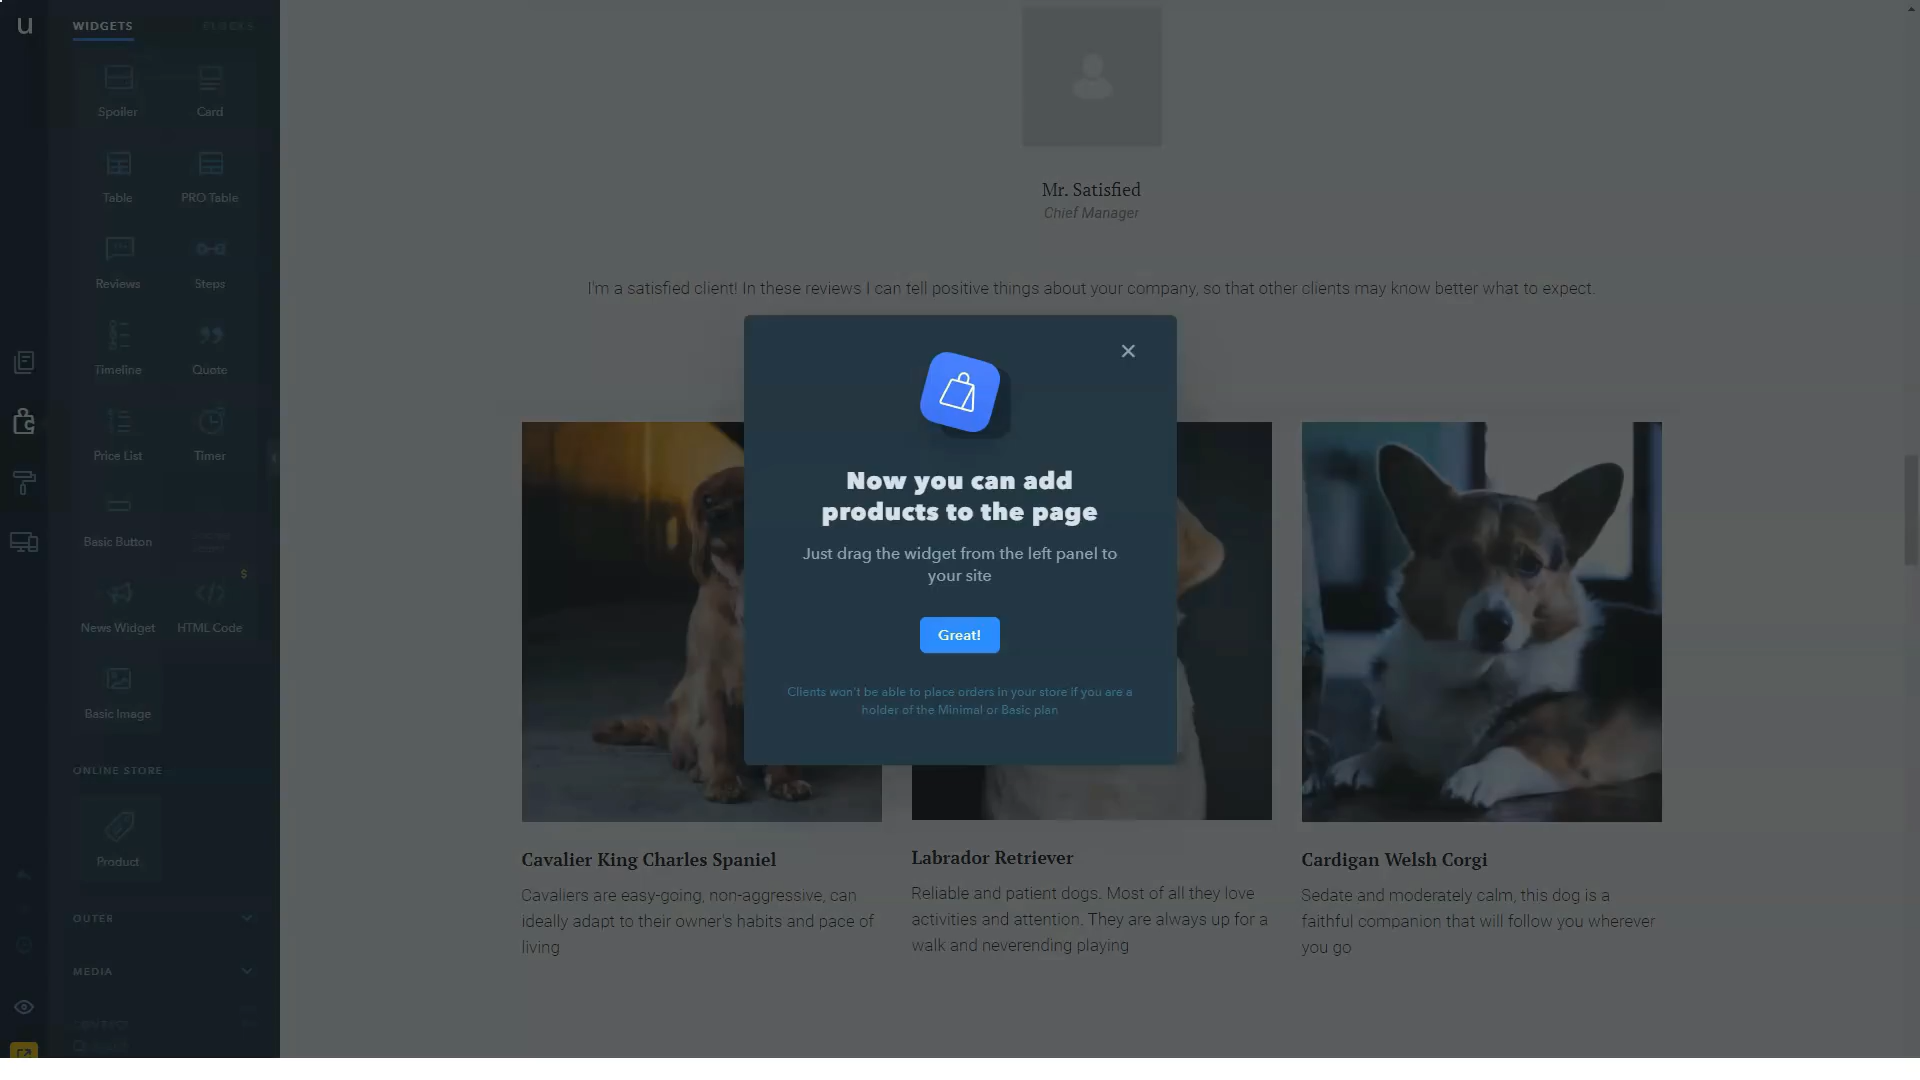 u
WIDGETS
BLOCKS
Spoiler
Card
Table
PRO Table
Reviews
Steps
Timeline
Quote
Price List
Timer
Basic Button
$
News Widget
HTML Code
Basic Image
ONLINE STORE
Product
OUTER
MEDIA
CONTACT
Mr. Satisfied
Chief Manager
I'm a satisfied client! In these reviews I can tell positive things about your company, so that other clients may know better what to expect.
Now you can add
products to the page
Just drag the widget from the left panel to
your site
Great!
Clients won't be able to place orders in your store if you are a
holder of the Minimal or Basic plan
Cavalier King Charles Spaniel
Cavaliers are easy-going, non-aggressive, can
ideally adapt to their owner's habits and pace of
living
Labrador Retriever
Reliable and patient dogs. Most of all they love
activities and attention. They are always up for a
walk and neverending playing
Cardigan Welsh Corgi
Sedate and moderately calm, this dog is a
faithful companion that will follow you wherever
you go